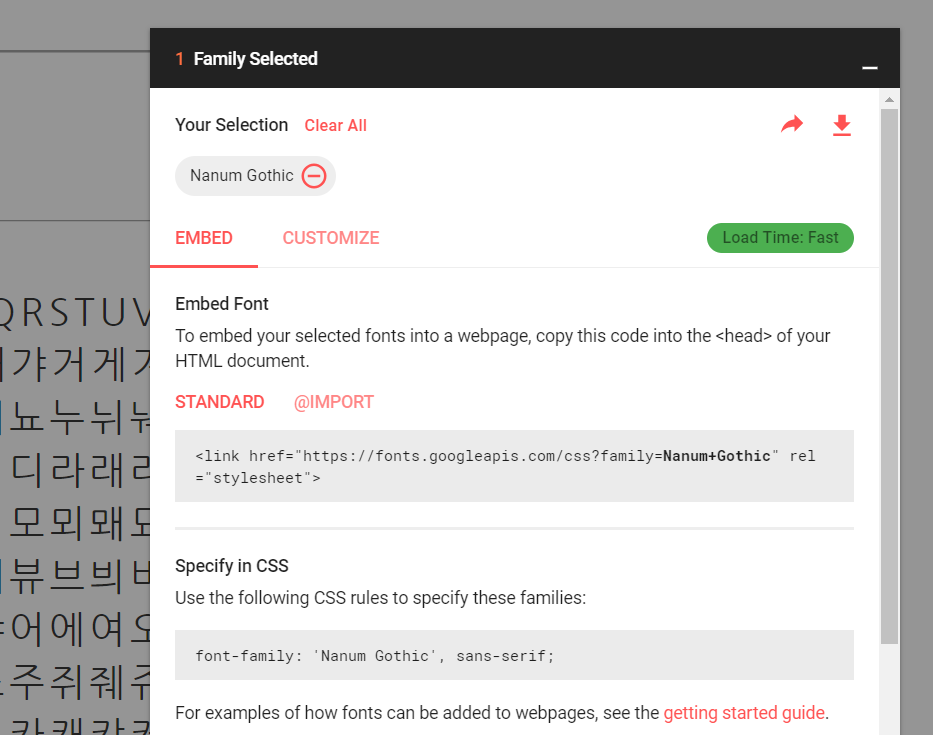 1 Family Selected
Your Selection Clear All
Nanum Gothic
EMBED CUSTOMIZE Load Time: Fast
Embed Font
To embed your selected fonts into a webpage, copy this code into the <head> of your
HTML document.
STANDARD @IMPORT
<link href="https://fonts.googleapis.com/css?family=Nanum+Gothic" rel
="stylesheet">
Specify in CSS
Use the following CSS rules to specify these families:
font-family: 'Nanum Gothic', sans-serif;
For examples of how fonts can be added to webpages, see the getting started guide.
QRSTUV
갸거게
뇨누뉘
디라래
모뫼뫠
뷰브븨
어에여
주쥐줴